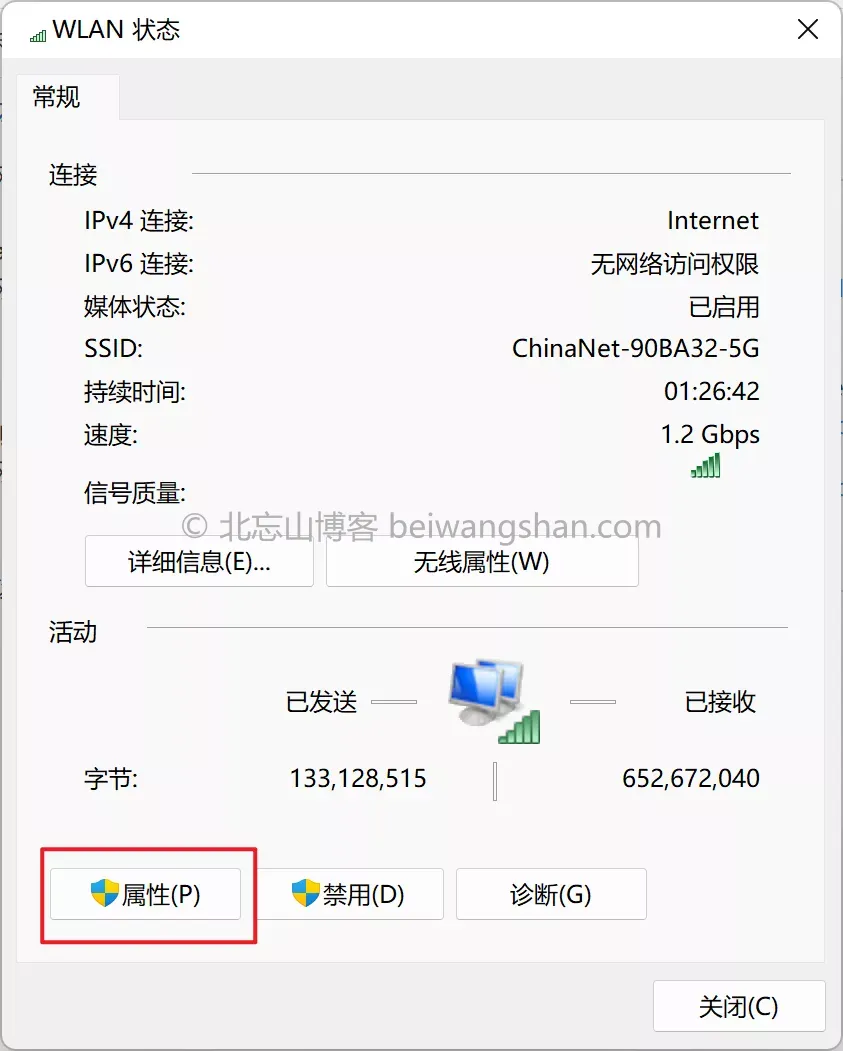 WLAN 状态
常规
连接
IPv4 连接: Internet
IPv6 连接: 无网络访问权限
媒体状态: 已启用
SSID: ChinaNet-90BA32-5G
持续时间: 01:26:42
速度: 1.2 Gbps
信号质量:
© 北忘山博客 beiwangshan.com
详细信息(E)... 无线属性(W)
活动
已发送 已接收
字节: 133,128,515 652,672,040
属性(P) 禁用(D) 诊断(G)
关闭(C)